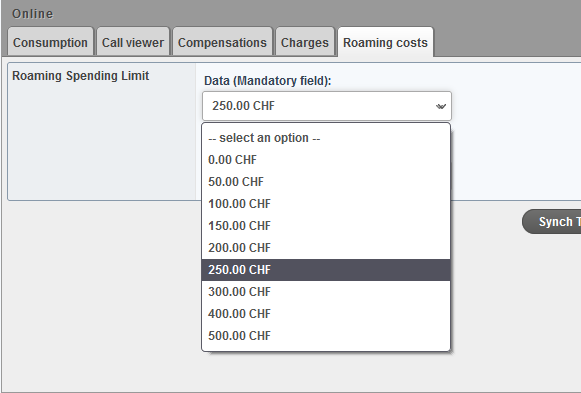 Online
Consumption Call viewer Compensations Charges Roaming costs
Roaming Spending Limit
Data (Mandatory field):
250.00 CHF
-- select an option --
0.00 CHF
50.00 CHF
100.00 CHF
150.00 CHF
200.00 CHF
250.00 CHF
300.00 CHF
400.00 CHF
500.00 CHF
Synch